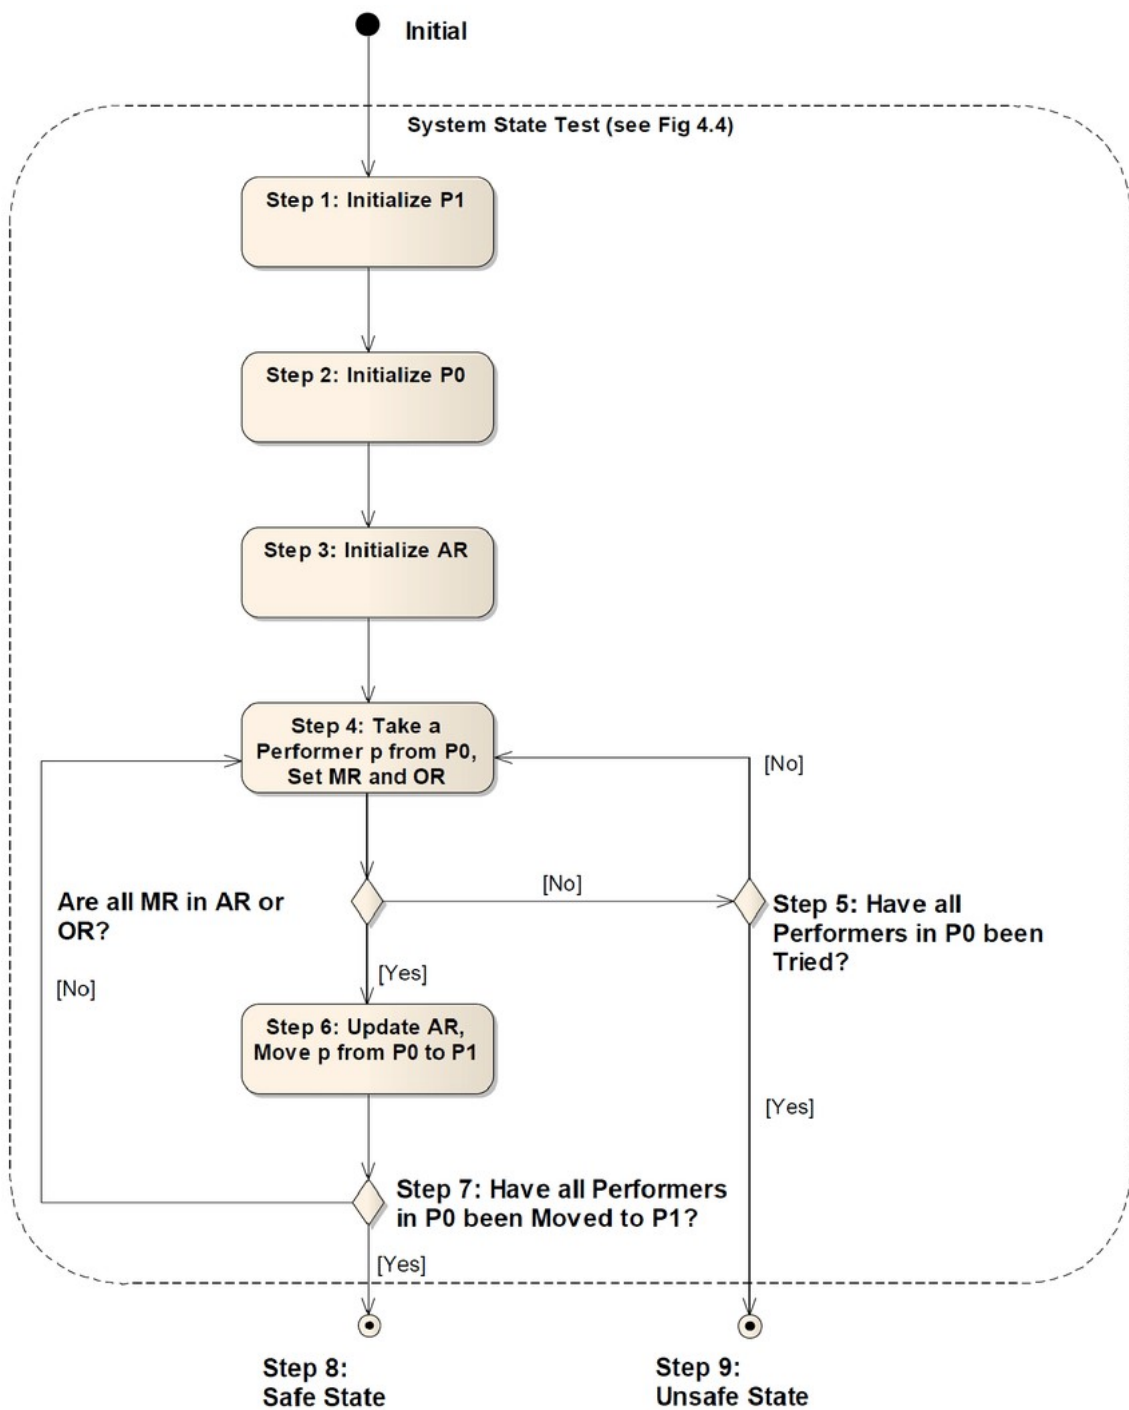 Initial
System State Test (see Fig 4.4)
Step 1: Initialize P1
Step 2: Initialize P0
Step 3: Initialize AR
Step 4: Take a
Performer p from P0,
Set MR and OR
[No]
Are all MR in AR or
OR?
[No]
Step 5: Have all
Performers in P0 been
Tried?
[Yes]
[No]
Step 6: Update AR,
Move p from P0 to P1
[Yes]
Step 7: Have all Performers
in P0 been Moved to P1?
[Yes]
Step 8:
Safe State
Step 9:
Unsafe State